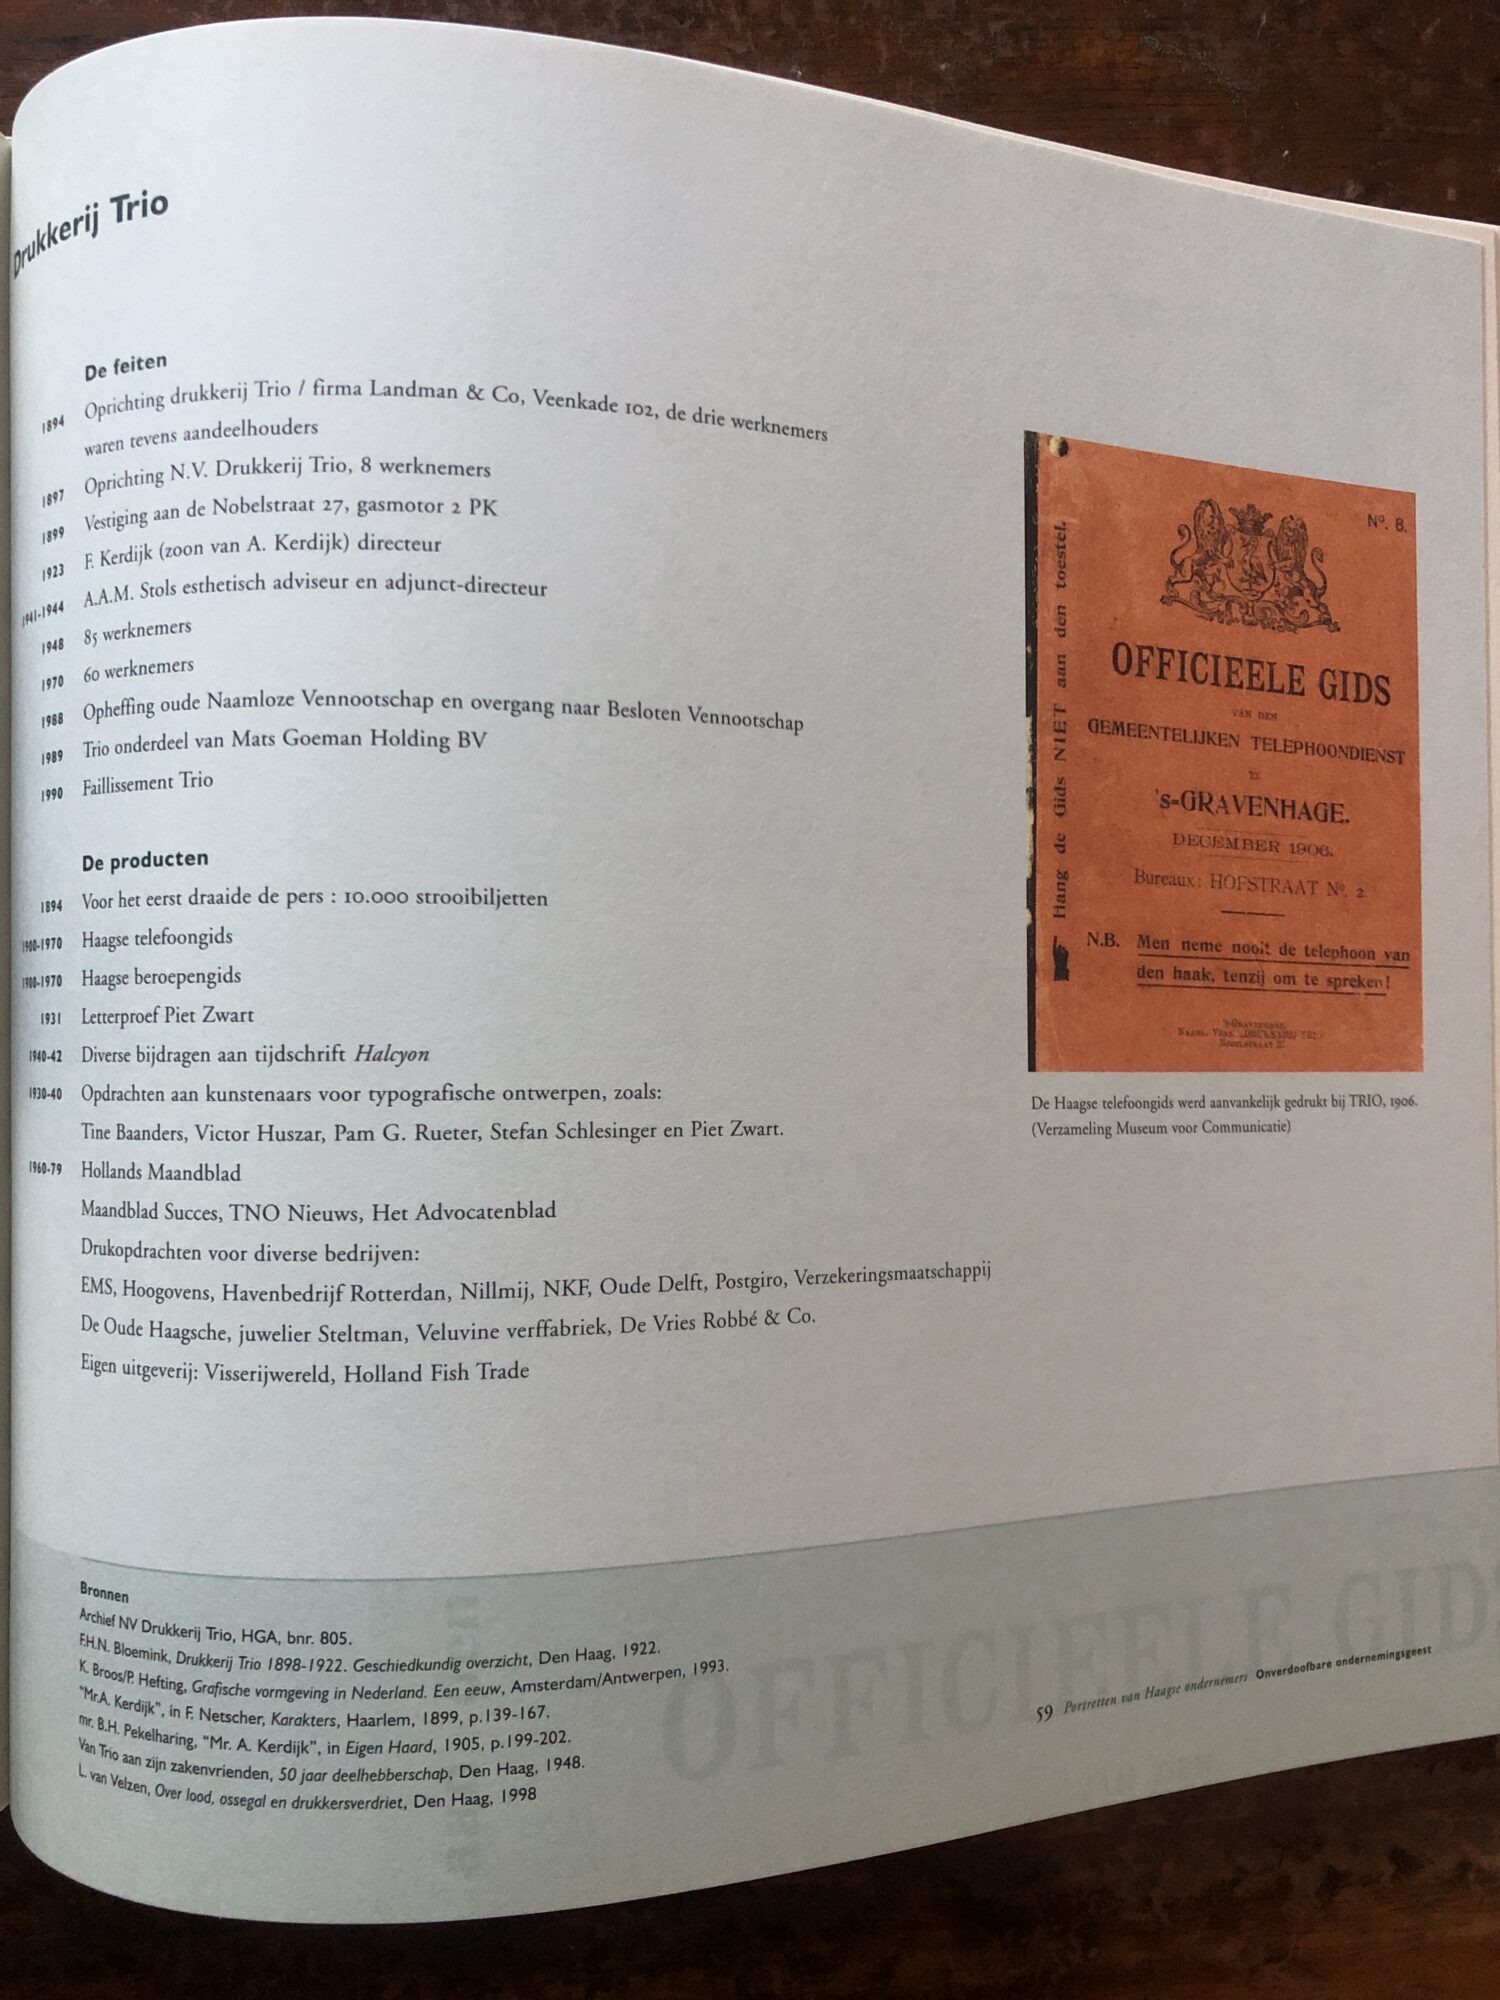 Drukkerij Trio
De feiten
1894 Oprichting drukkerij Trio / firma Landman & Co, Veenkade 102, de drie werknemers
waren tevens aandeelhouders
1897 Oprichting N.V. Drukkerij Trio, 8 werknemers
1899 Vestiging aan de Nobelstraat 27, gasmotor 2 PK
1923 F. Kerdijk (zoon van A. Kerdijk) directeur
1941-1944 A.A.M. Stols esthetisch adviseur en adjunct-directeur
1948 85 werknemers
1970 60 werknemers
1988 Opheffing oude Naamloze Vennootschap en overgang naar Besloten Vennootschap
1989 Trio onderdeel van Mats Goeman Holding BV
1990 Faillissement Trio
De producten
1894 Voor het eerst draaide de pers : 10.000 strooibiljetten
1900-1970 Haagse telefoongids
1900-1970 Haagse beroepengids
1931 Letterproef Piet Zwart
1940-42 Diverse bijdragen aan tijdschrift Halcyon
1930-40 Opdrachten aan kunstenaars voor typografische ontwerpen, zoals:
Tine Baanders, Victor Huszar, Pam G. Rueter, Stefan Schlesinger en Piet Zwart.
1960-79 Hollands Maandblad
Maandblad Succes, TNO Nieuws, Het Advocatenblad
Drukopdrachten voor diverse bedrijven:
EMS, Hoogovens, Havenbedrijf Rotterdan, Nillmij, NKF, Oude Delft, Postgiro, Verzekeringsmaatschappij
De Oude Haagsche, juwelier Steltman, Veluvine verffabriek, De Vries Robbé & Co.
Eigen uitgeverij: Visserijwereld, Holland Fish Trade
Hang de Gids NIET aan den toestel.
No. 8.
OFFICIEELE GIDS
VAN DEN
GEMEENTELIJKEN TELEPHOONDIENST
TE
's-GRAVENHAGE.
DECEMBER 1906.
Bureaux: HOFSTRAAT No. 2
N.B. Men neme nooit de telephoon van
den haak, tenzij om te spreken!
's-GRAVENHAGE
NAAML. VENN. „DRUKKERIJ
NOBELSTRAAT
De Haagse telefoongids werd aanvankelijk gedrukt bij TRIO, 1906.
(Verzameling Museum voor Communicatie)
Bronnen
Archief NV Drukkerij Trio, HGA, bnr. 805.
F.H.N. Bloemink, Drukkerij Trio 1898-1922. Geschiedkundig overzicht, Den Haag, 1922.
K. Broos/P. Hefting, Grafische vormgeving in Nederland. Een eeuw, Amsterdam/Antwerpen, 1993.
"Mr.A. Kerdijk", in F. Netscher, Karakters, Haarlem, 1899, p.139-167.
mr. B.H. Pekelharing, "Mr. A. Kerdijk", in Eigen Haard, 1905, p.199-202.
Van Trio aan zijn zakenvrienden, 50 jaar deelhebberschap, Den Haag, 1948.
L. van Velzen, Over lood, ossegal en drukkersverdriet, Den Haag, 1998
OFFICIEELE GIDS
59 Portretten van Haagse ondernemers Onverdoofbare ondernemingsgeest